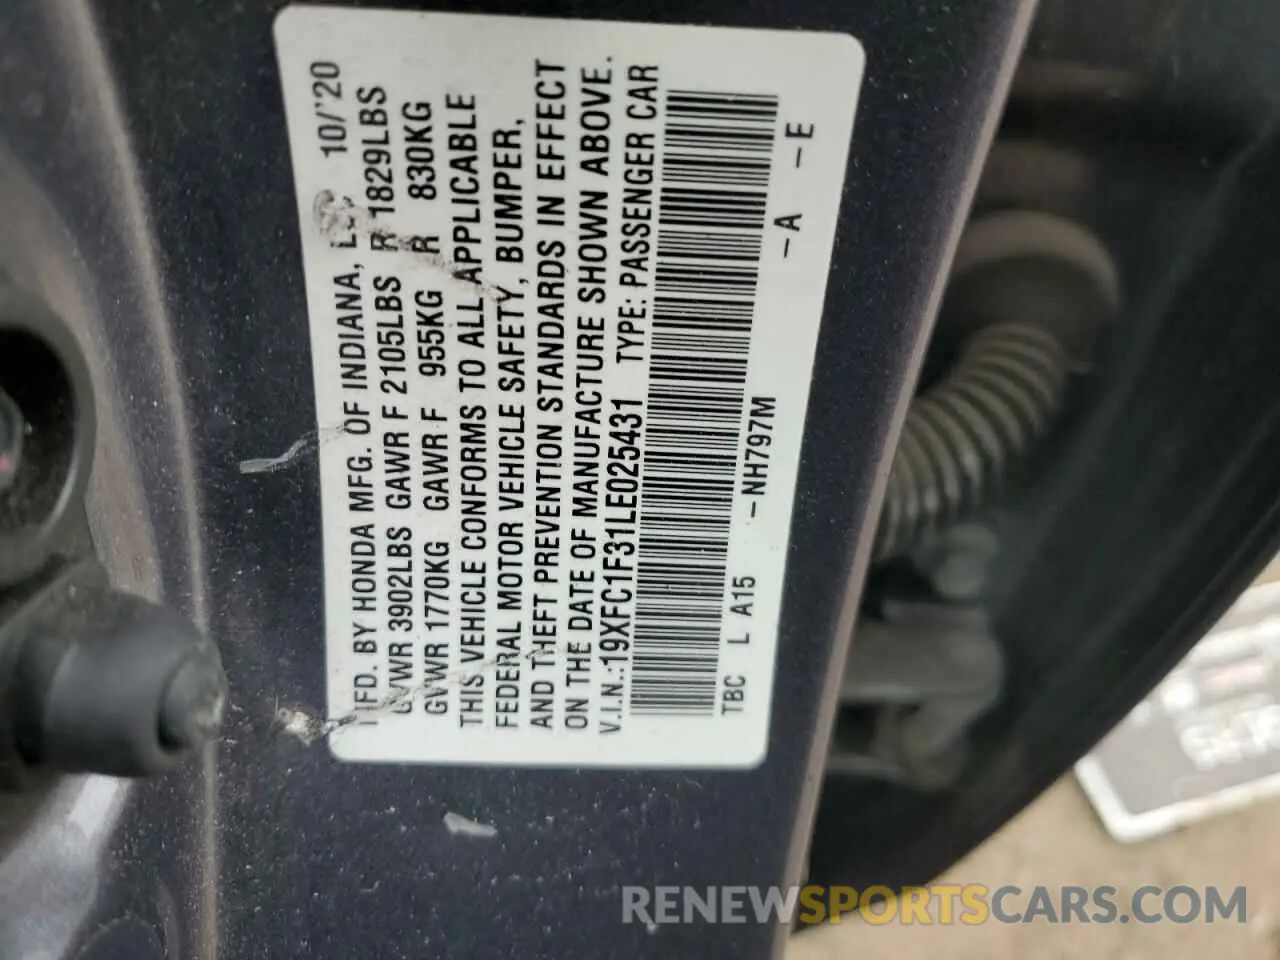 MFD. BY HONDA MFG. OF INDIANA, LLC 10/'20
GVWR 3902LBS GAWR F 2105LBS R 1829LBS
GVWR 1770KG GAWR F 955KG R 830KG
THIS VEHICLE CONFORMS TO ALL APPLICABLE
FEDERAL MOTOR VEHICLE SAFETY, BUMPER,
AND THEFT PREVENTION STANDARDS IN EFFECT
ON THE DATE OF MANUFACTURE SHOWN ABOVE.
V.I.N.:19XFC1F31LE025431 TYPE: PASSENGER CAR
TBC L A15 -NH797M -A -E
RENEWSPORTSCARS.COM